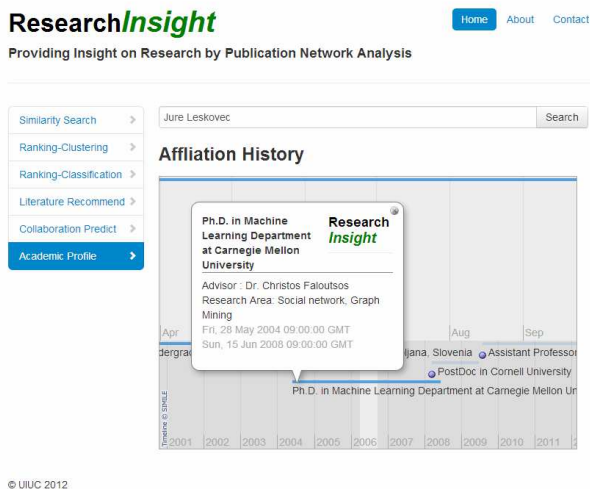 ResearchInsight
Home About Contact
Providing Insight on Research by Publication Network Analysis
Similarity Search
Ranking-Clustering
Ranking-Classification
Literature Recommend
Collaboration Predict
Academic Profile
Jure Leskovec
Search
Affliation History
Ph.D. in Machine
Learning Department
at Carnegie Mellon
University
Research
Insight
Advisor : Dr. Christos Faloutsos
Research Area: Social network, Graph
Mining
Fri, 28 May 2004 09:00:00 GMT
Sun, 15 Jun 2008 09:00:00 GMT
Apr Aug Sep
Slovenia Assistant Professor
PostDoc in Cornell University
Ph.D. in Machine Learning Department at Carnegie Mellon Un
Timeline © SIMILE
2001 2002 2003 2004 2005 2006 2007 2008 2009 2010 2011
© UIUC 2012